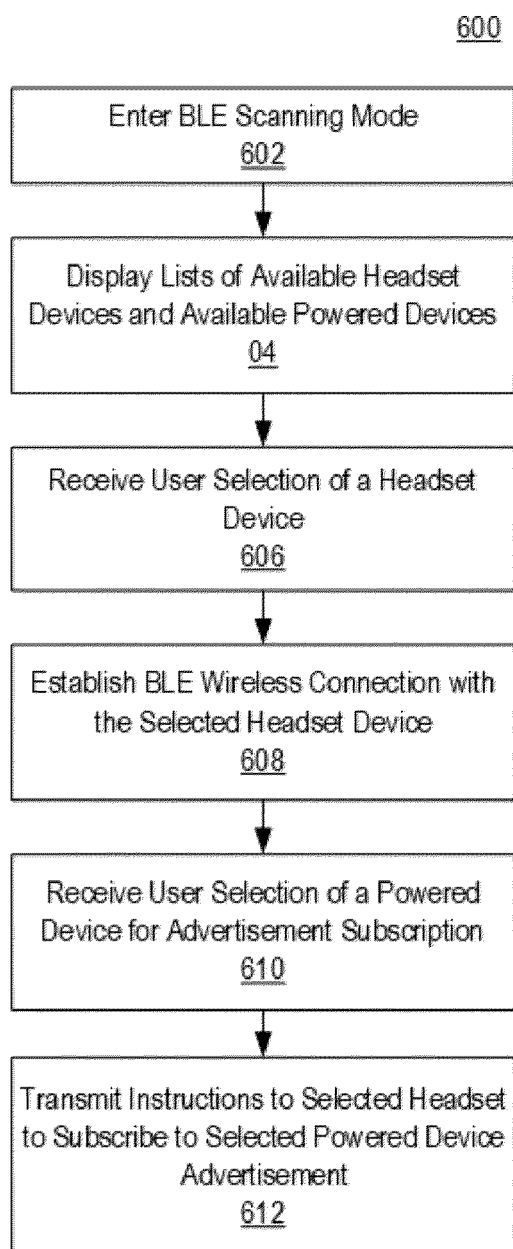 600
Enter BLE Scanning Mode
602
Display Lists of Available Headset
Devices and Available Powered Devices
04
Receive User Selection of a Headset
Device
606
Establish BLE Wireless Connection with
the Selected Headset Device
608
Receive User Selection of a Powered
Device for Advertisement Subscription
610
Transmit Instructions to Selected Headset
to Subscribe to Selected Powered Device
Advertisement
612